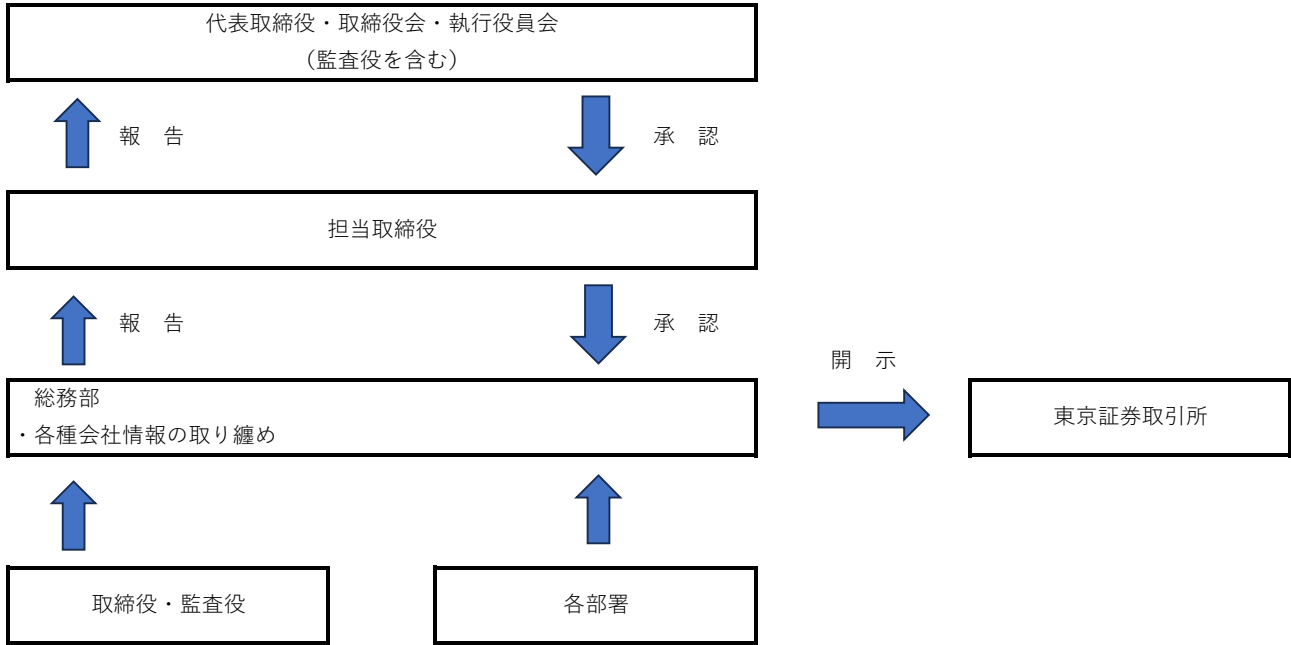 代表取締役・取締役会・執行役員会
（監査役を含む）
報　告
承　認
担当取締役
報　告
承　認
開　示
総務部
・各種会社情報の取り纏め
東京証券取引所
取締役・監査役
各部署